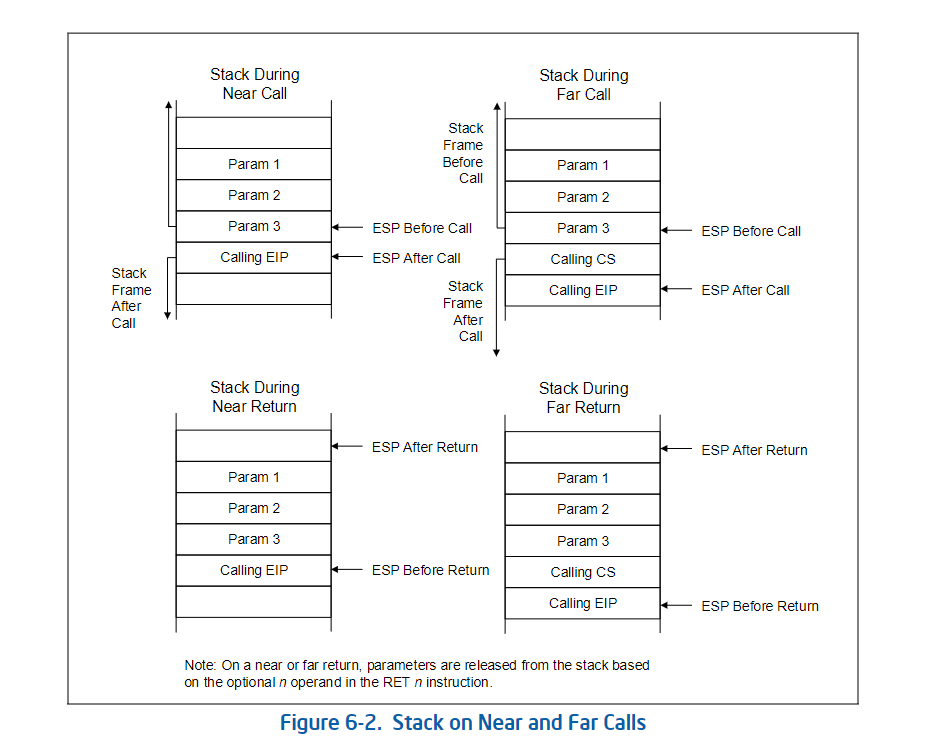 Stack During
Near Call
Param 1
Param 2
Param 3
ESP Before Call
Calling EIP
ESP After Call
Stack
Frame
After
Call
Stack During
Far Call
Stack
Frame
Before
Call
Param 1
Param 2
Param 3
ESP Before Call
Calling CS
Calling EIP
ESP After Call
Stack
Frame
After
Call
Stack During
Near Return
ESP After Return
Param 1
Param 2
Param 3
Calling EIP
ESP Before Return
Stack During
Far Return
ESP After Return
Param 1
Param 2
Param 3
Calling CS
Calling EIP
ESP Before Return
Note: On a near or far return, parameters are released from the stack based
on the optional n operand in the RET n instruction.
Figure 6-2. Stack on Near and Far Calls